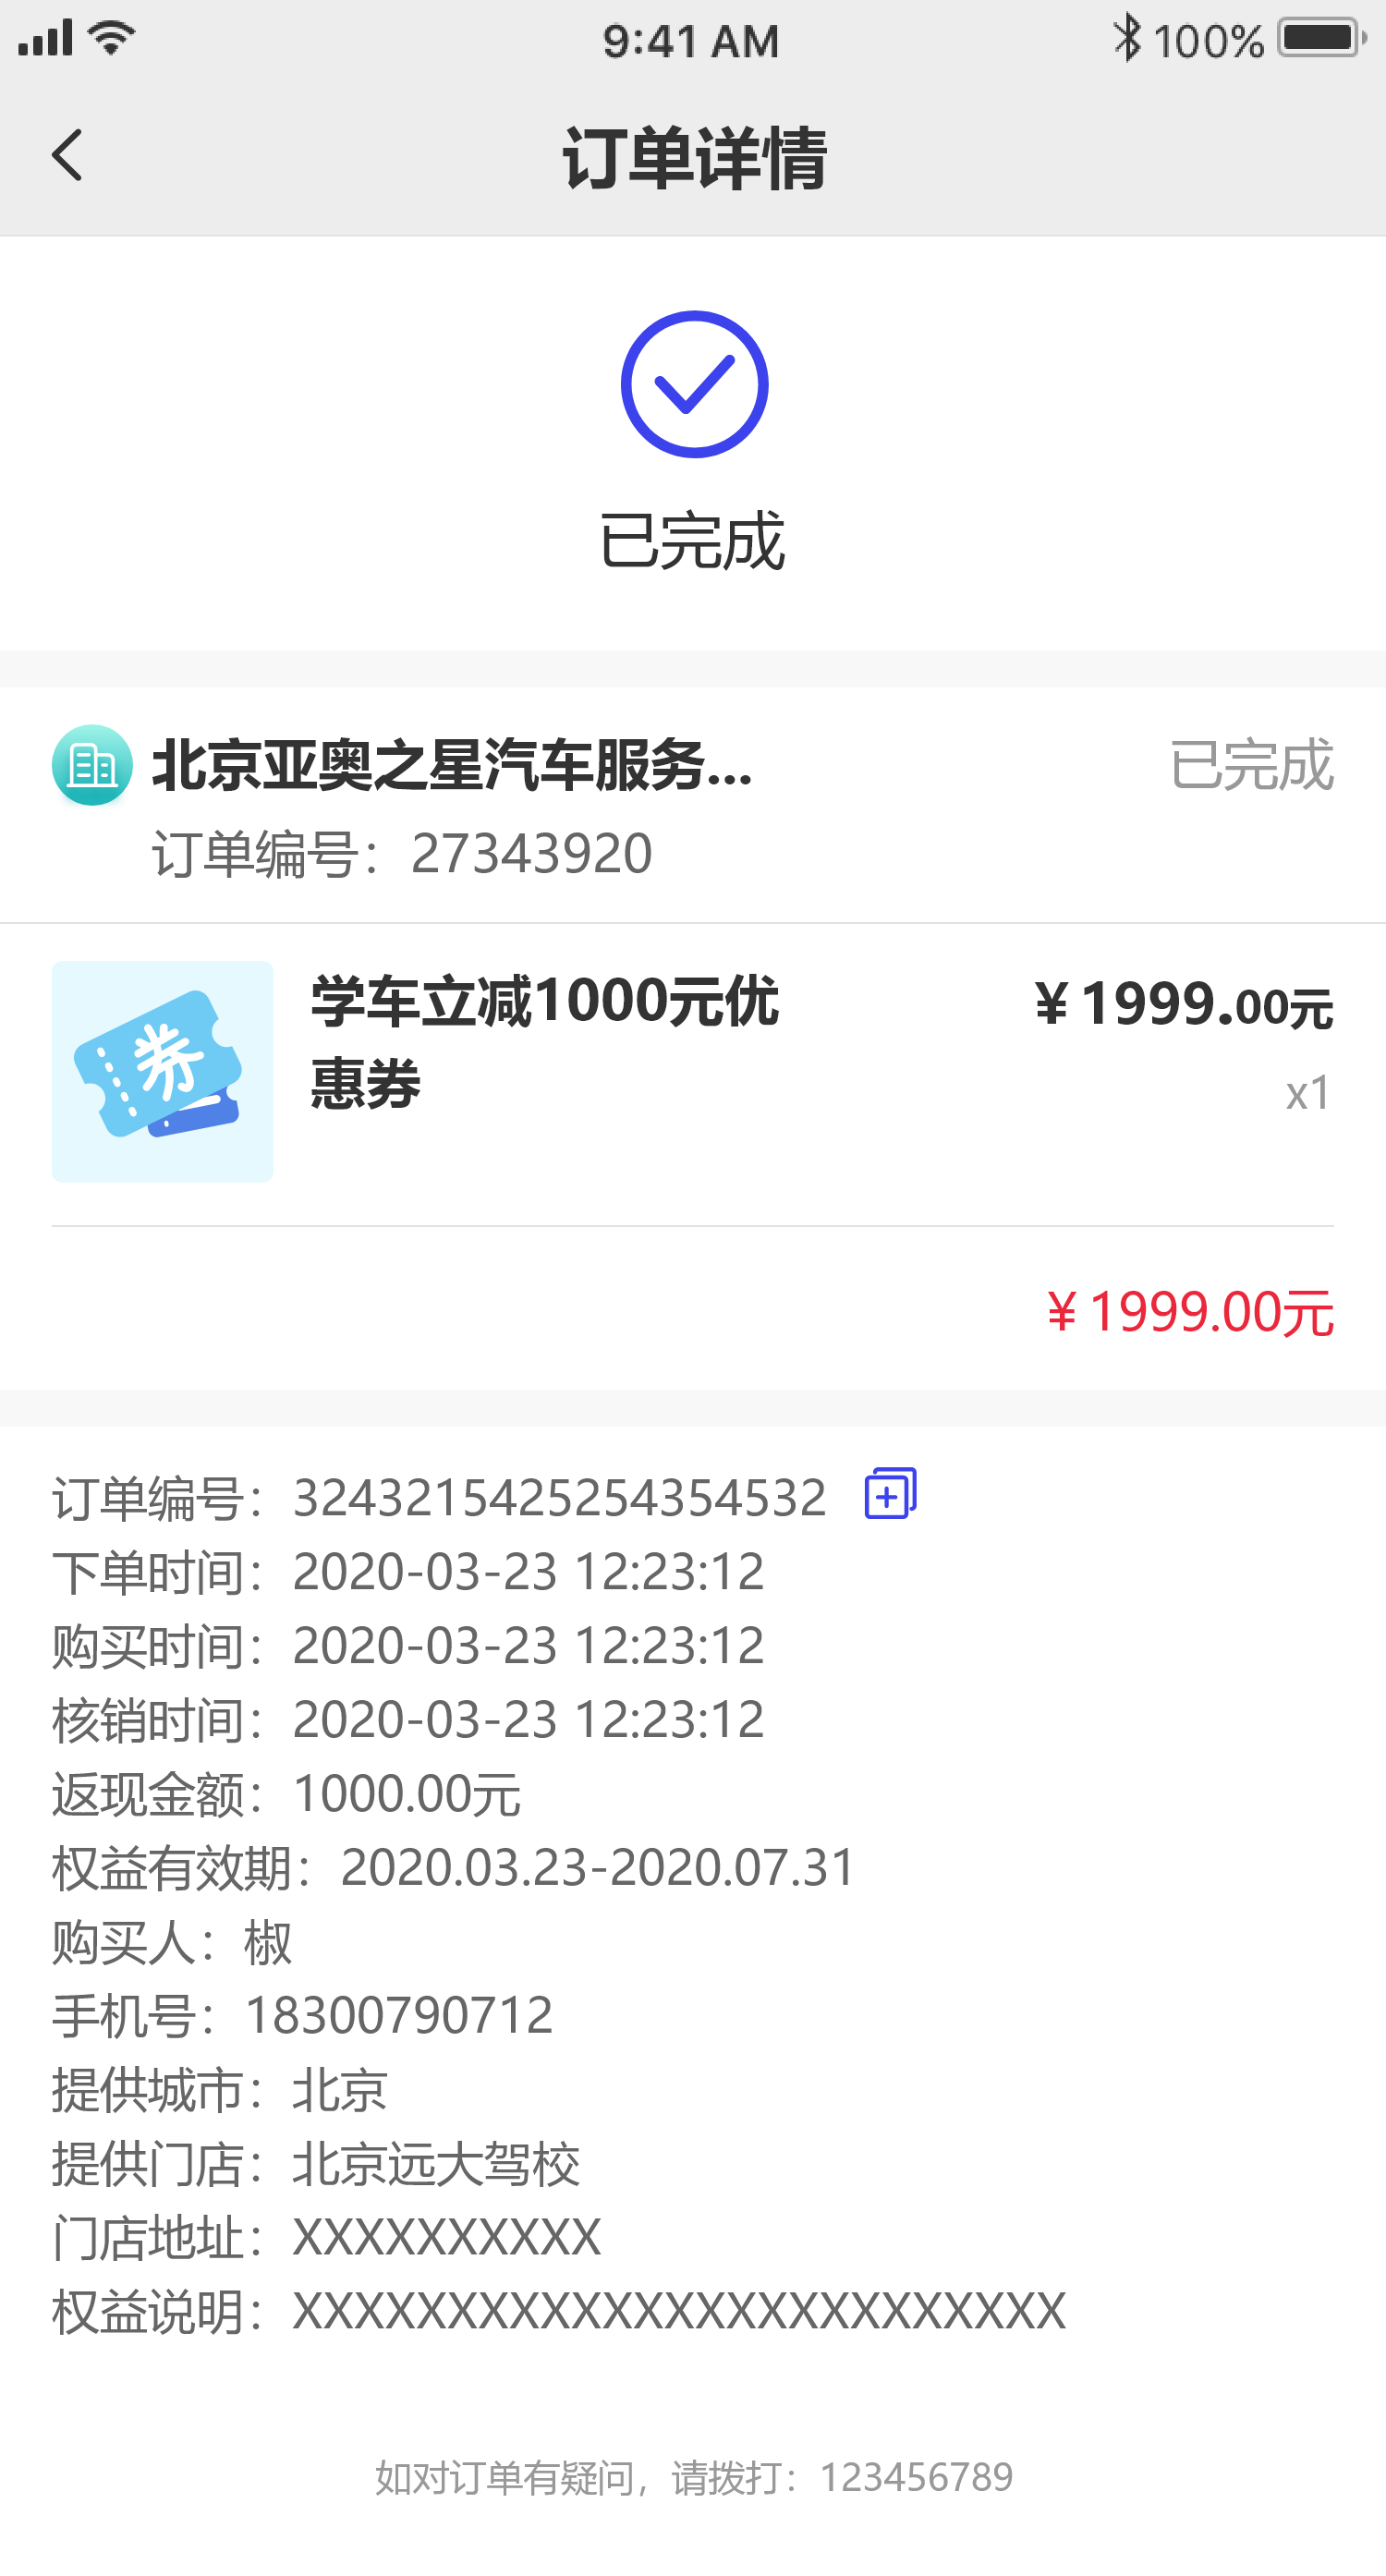 9:41 AM 100%
订单详情
已完成
北京亚奥之星汽车服务... 已完成
订单编号：27343920
券
学车立减1000元优 ¥1999.00元
惠券 x1
¥1999.00元
订单编号：3243215425254354532
下单时间：2020-03-23 12:23:12
购买时间：2020-03-23 12:23:12
核销时间：2020-03-23 12:23:12
返现金额：1000.00元
权益有效期：2020.03.23-2020.07.31
购买人：椒
手机号：18300790712
提供城市：北京
提供门店：北京远大驾校
门店地址：XXXXXXXXXX
权益说明：XXXXXXXXXXXXXXXXXXXXXXXXX
如对订单有疑问，请拨打：123456789